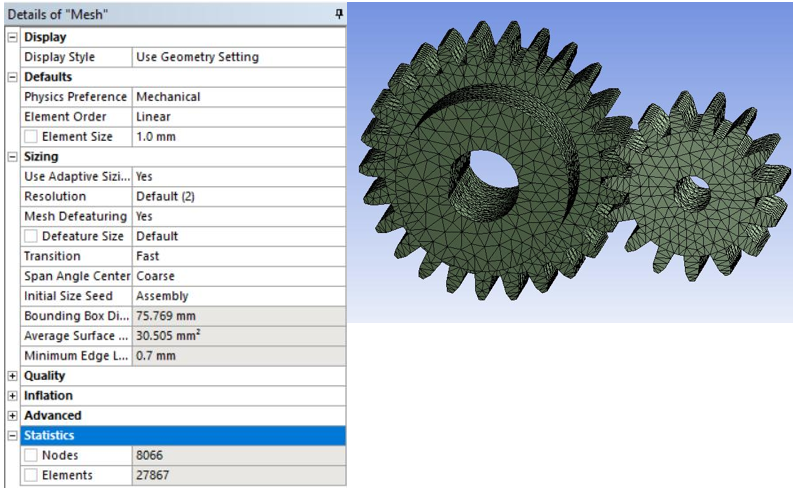 Details of "Mesh"
Display
Display Style Use Geometry Setting
Defaults
Physics Preference Mechanical
Element Order Linear
Element Size 1.0 mm
Sizing
Use Adaptive Sizi... Yes
Resolution Default (2)
Mesh Defeaturing Yes
Defeature Size Default
Transition Fast
Span Angle Center Coarse
Initial Size Seed Assembly
Bounding Box Di... 75.769 mm
Average Surface ... 30.505 mm²
Minimum Edge L... 0.7 mm
Quality
Inflation
Advanced
Statistics
Nodes 8066
Elements 27867